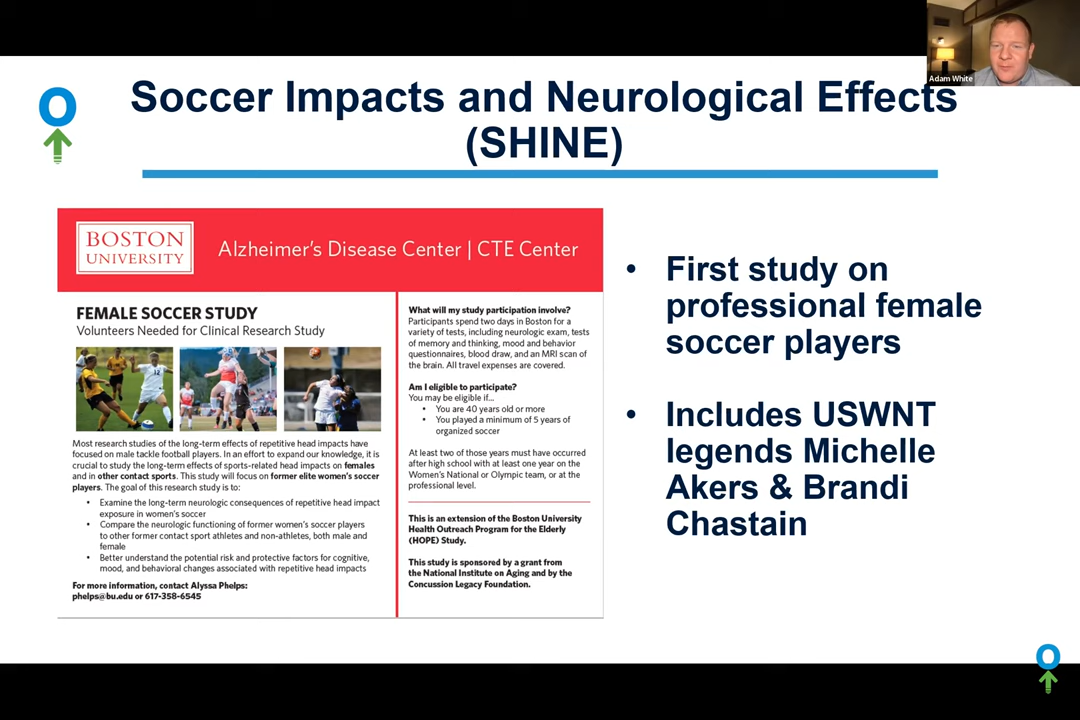 Adam White
Soccer Impacts and Neurological Effects
(SHINE)
BOSTON
UNIVERSITY
Alzheimer's Disease Center | CTE Center
FEMALE SOCCER STUDY
Volunteers Needed for Clinical Research Study
12
Most research studies of the long-term effects of repetitive head impacts have
focused on male tackle football players. In an effort to expand our knowledge, it is
crucial to study the long-term effects of sports-related head impacts on females
and in other contact sports. This study will focus on former elite women's soccer
players. The goal of this research study is to:
• Examine the long-term neurologic consequences of repetitive head impact
exposure in women's soccer
• Compare the neurologic functioning of former women's soccer players
to other former contact sport athletes and non-athletes, both male and
female
• Better understand the potential risk and protective factors for cognitive,
mood, and behavioral changes associated with repetitive head impacts
For more information, contact Alyssa Phelps:
phelps@bu.edu or 617-358-6545
What will my study participation involve?
Participants spend two days in Boston for a
variety of tests, including neurologic exam, tests
of memory and thinking, mood and behavior
questionnaires, blood draw, and an MRI scan of
the brain. All travel expenses are covered.
Am I eligible to participate?
You may be eligible if...
• You are 40 years old or more
• You played a minimum of 5 years of
organized soccer
At least two of those years must have occurred
after high school with at least one year on the
Women's National or Olympic team, or at the
professional level.
This is an extension of the Boston University
Health Outreach Program for the Elderly
(HOPE) Study.
This study is sponsored by a grant from
the National Institute on Aging and by the
Concussion Legacy Foundation.
• First study on
professional female
soccer players
• Includes USWNT
legends Michelle
Akers & Brandi
Chastain